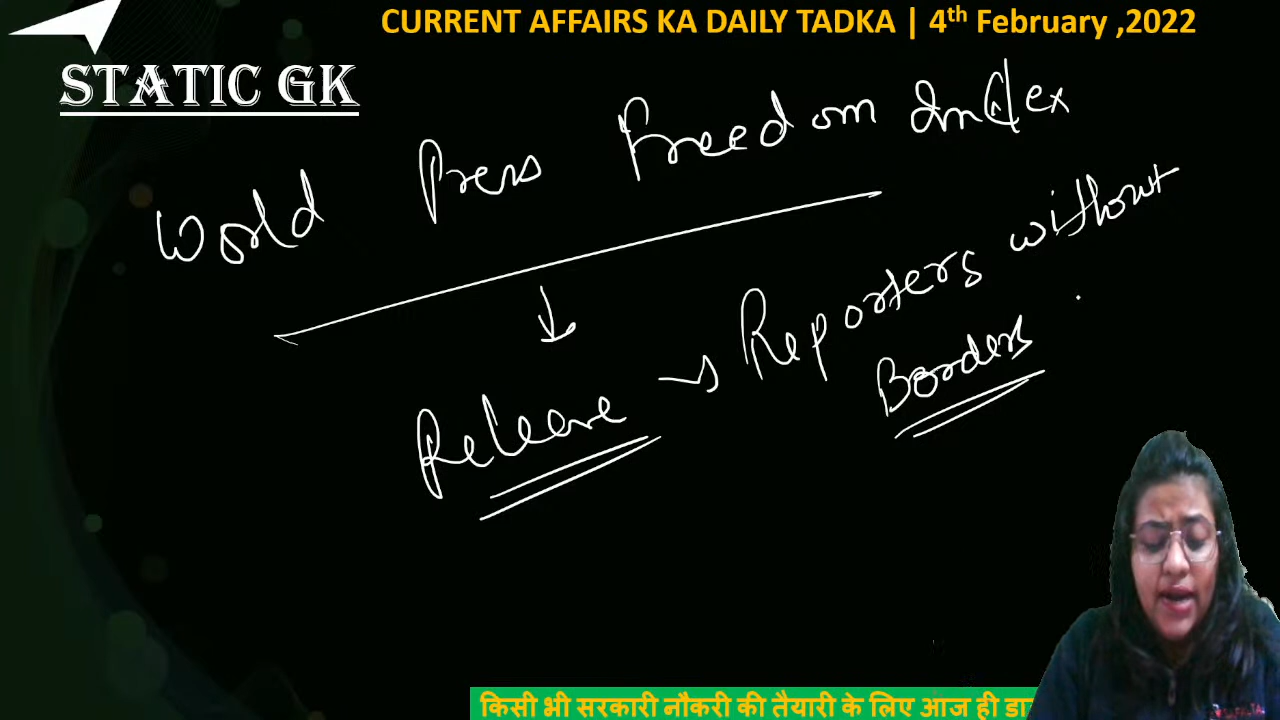 CURRENT AFFAIRS KA DAILY TADKA | 4th February ,2022
STATIC GK
World Press Freedom Index
Release → Reporters without
Borders
किसी भी सरकारी नौकरी की तैयारी के लिए आज ही डा